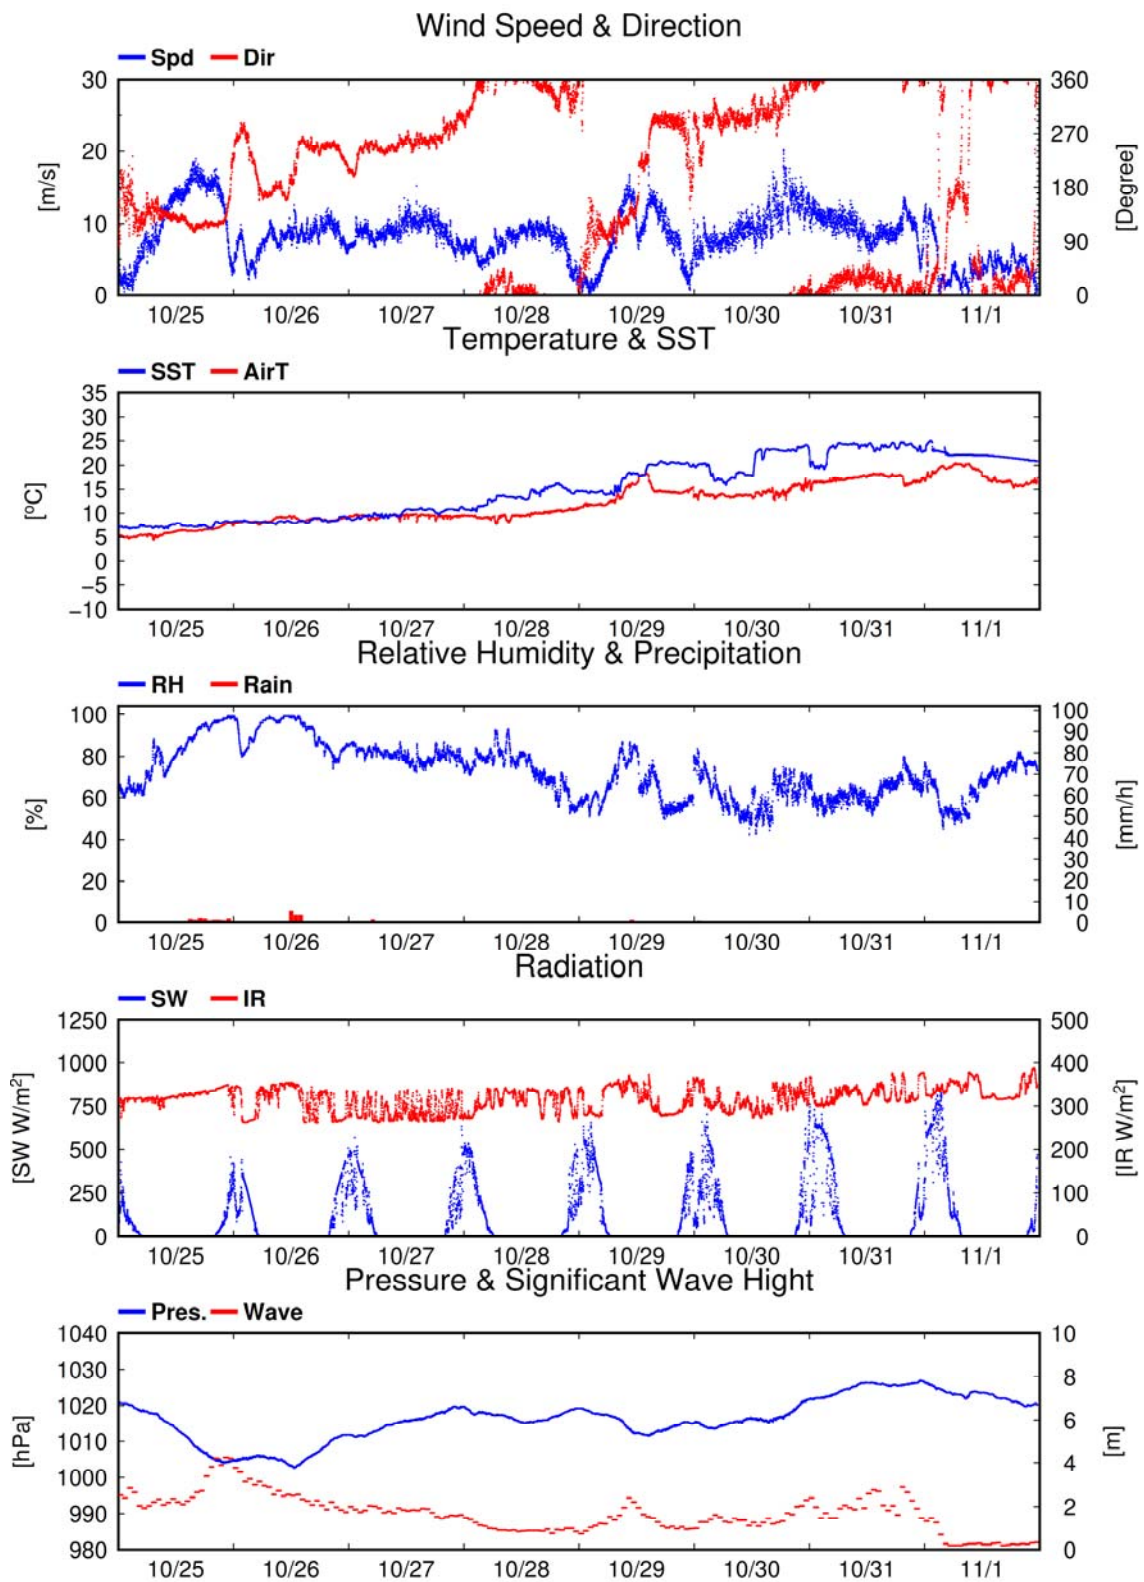 Wind Speed & Direction
Spd Dir
30 360
20 270
180
10 90
0 0
[m/s] [Degree]
10/25 10/26 10/27 10/28 10/29 10/30 10/31 11/1
Temperature & SST
SST AirT
35
30
25
20
15
10
5
0
−5
−10
[ºC]
10/25 10/26 10/27 10/28 10/29 10/30 10/31 11/1
Relative Humidity & Precipitation
RH Rain
100 100
90
80 80
70
60 60
50
40 40
30
20 20
10
0 0
[%] [mm/h]
10/25 10/26 10/27 10/28 10/29 10/30 10/31 11/1
Radiation
SW IR
1250 500
1000 400
750 300
500 200
250 100
0 0
[SW W/m²] [IR W/m²]
10/25 10/26 10/27 10/28 10/29 10/30 10/31 11/1
Pressure & Significant Wave Hight
Pres. Wave
1040 10
1030 8
1020
1010 6
1000 4
990 2
980 0
[hPa] [m]
10/25 10/26 10/27 10/28 10/29 10/30 10/31 11/1